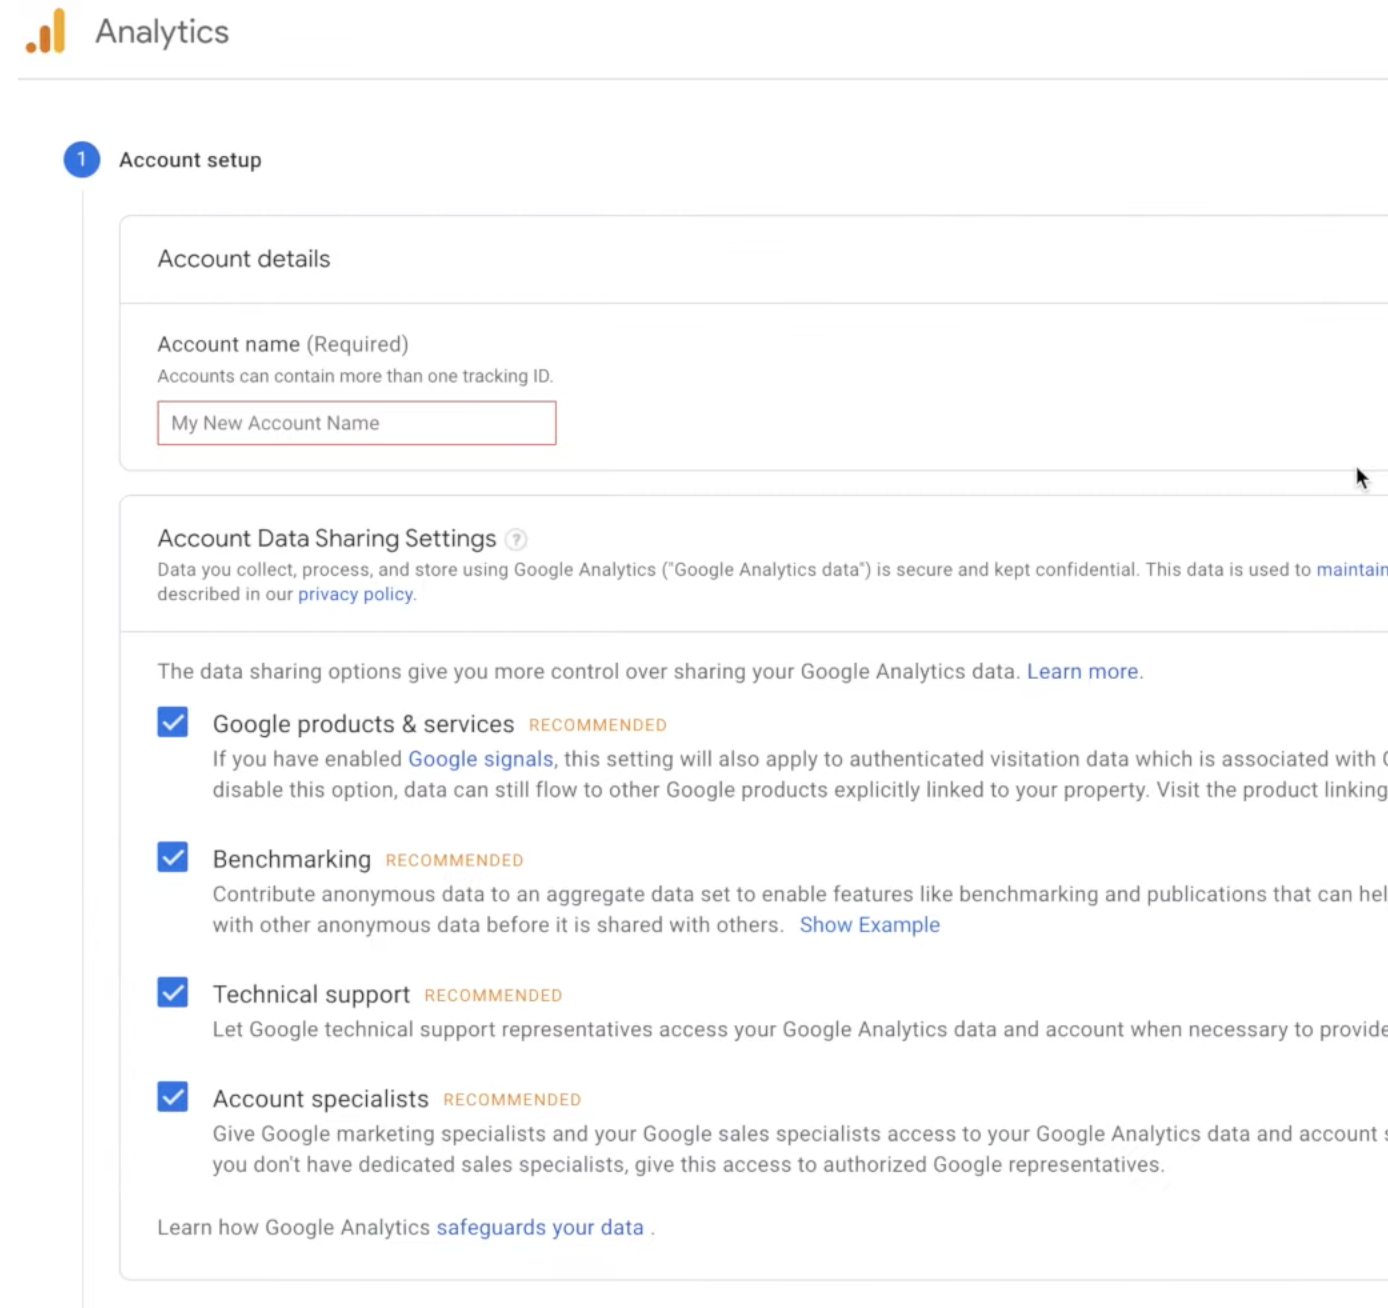 Analytics
1 Account setup
Account details
Account name (Required)
Accounts can contain more than one tracking ID.
My New Account Name
Account Data Sharing Settings ?
Data you collect, process, and store using Google Analytics ("Google Analytics data") is secure and kept confidential. This data is used to maintain
described in our privacy policy.
The data sharing options give you more control over sharing your Google Analytics data. Learn more.
Google products & services RECOMMENDED
If you have enabled Google signals, this setting will also apply to authenticated visitation data which is associated with
disable this option, data can still flow to other Google products explicitly linked to your property. Visit the product linking
Benchmarking RECOMMENDED
Contribute anonymous data to an aggregate data set to enable features like benchmarking and publications that can hel
with other anonymous data before it is shared with others. Show Example
Technical support RECOMMENDED
Let Google technical support representatives access your Google Analytics data and account when necessary to provide
Account specialists RECOMMENDED
Give Google marketing specialists and your Google sales specialists access to your Google Analytics data and account
you don't have dedicated sales specialists, give this access to authorized Google representatives.
Learn how Google Analytics safeguards your data .